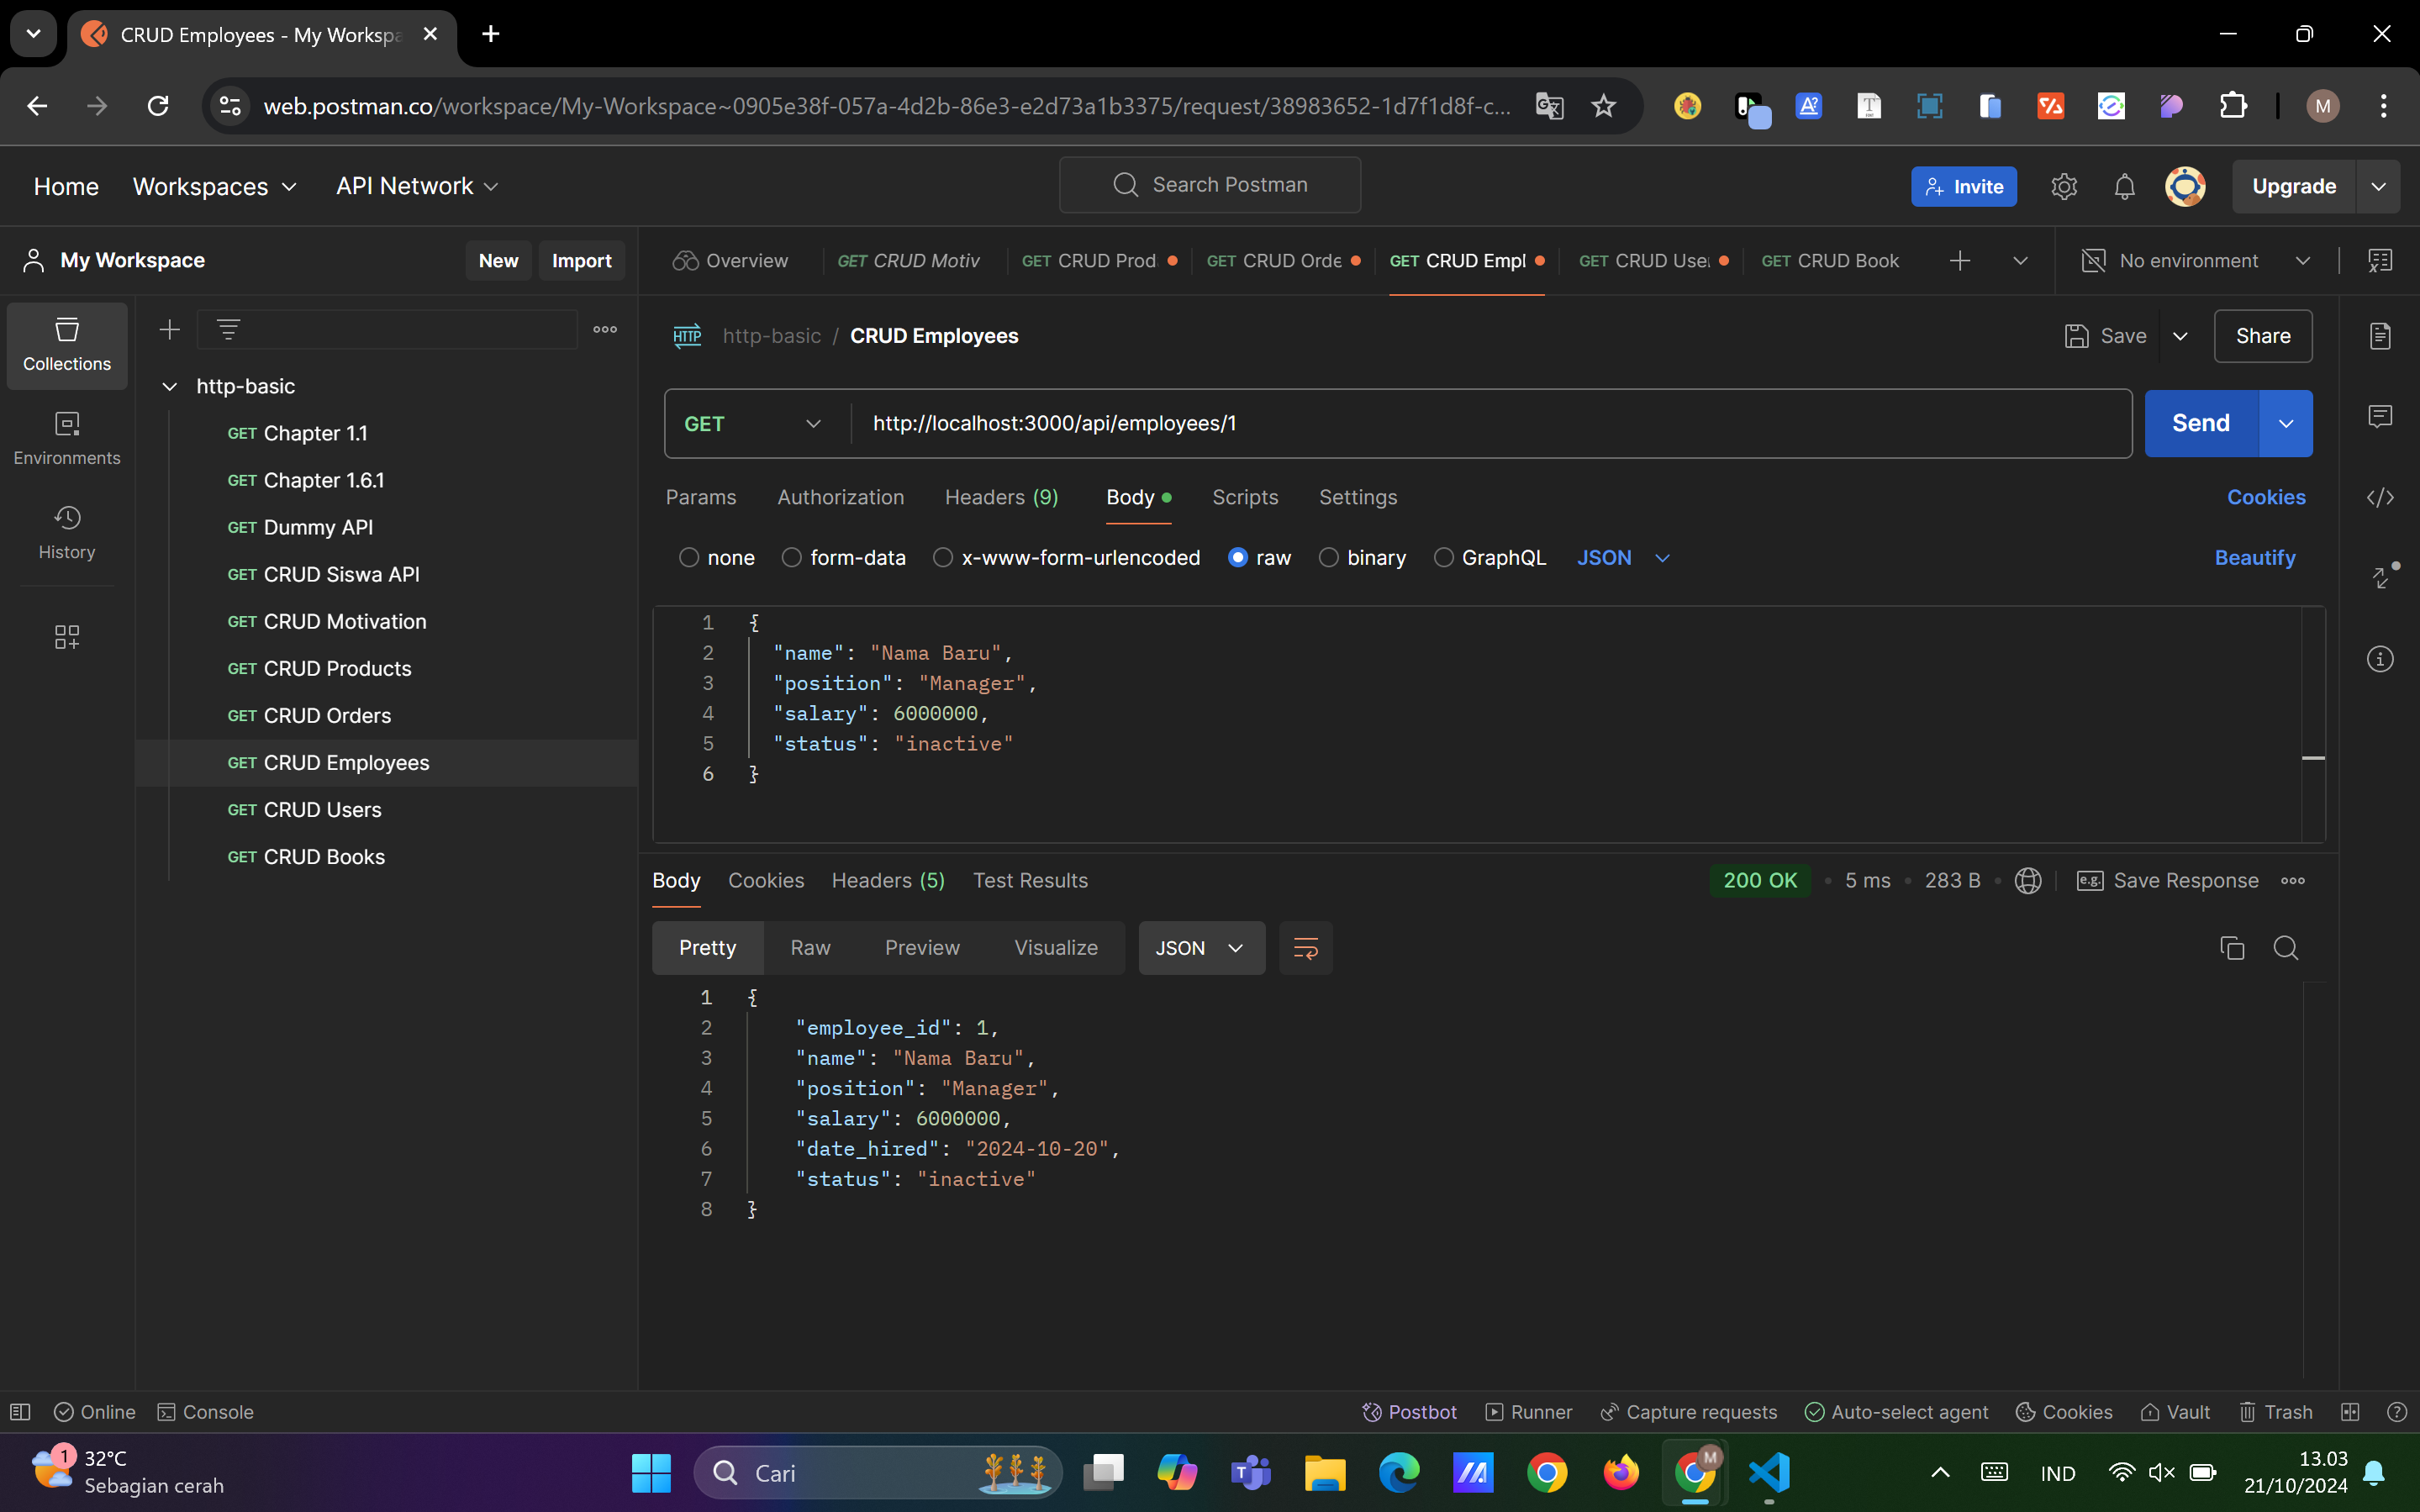 CRUD Employees - My Workspa
web.postman.co/workspace/My-Workspace~0905e38f-057a-4d2b-86e3-e2d73a1b3375/request/38983652-1d7f1d8f-c...
M
Home
Workspaces
API Network
Search Postman
Invite
Upgrade
My Workspace
New
Import
Overview
GET CRUD Motiv
GET CRUD Prod
GET CRUD Orde
GET CRUD Empl
GET CRUD Use
GET CRUD Book
No environment
Collections
Environments
History
http-basic
GET Chapter 1.1
GET Chapter 1.6.1
GET Dummy API
GET CRUD Siswa API
GET CRUD Motivation
GET CRUD Products
GET CRUD Orders
GET CRUD Employees
GET CRUD Users
GET CRUD Books
HTTP http-basic / CRUD Employees
Save
Share
GET
http://localhost:3000/api/employees/1
Send
Params
Authorization
Headers (9)
Body
Scripts
Settings
Cookies
none
form-data
x-www-form-urlencoded
raw
binary
GraphQL
JSON
Beautify
1 {
2 "name": "Nama Baru",
3 "position": "Manager",
4 "salary": 6000000,
5 "status": "inactive"
6 }
Body
Cookies
Headers (5)
Test Results
200 OK
5 ms
283 B
e.g. Save Response
Pretty
Raw
Preview
Visualize
JSON
1 {
2 "employee_id": 1,
3 "name": "Nama Baru",
4 "position": "Manager",
5 "salary": 6000000,
6 "date_hired": "2024-10-20",
7 "status": "inactive"
8 }
Online
Console
Postbot
Runner
Capture requests
Auto-select agent
Cookies
Vault
Trash
1
32°C
Sebagian cerah
Cari
M
IND
13.03
21/10/2024